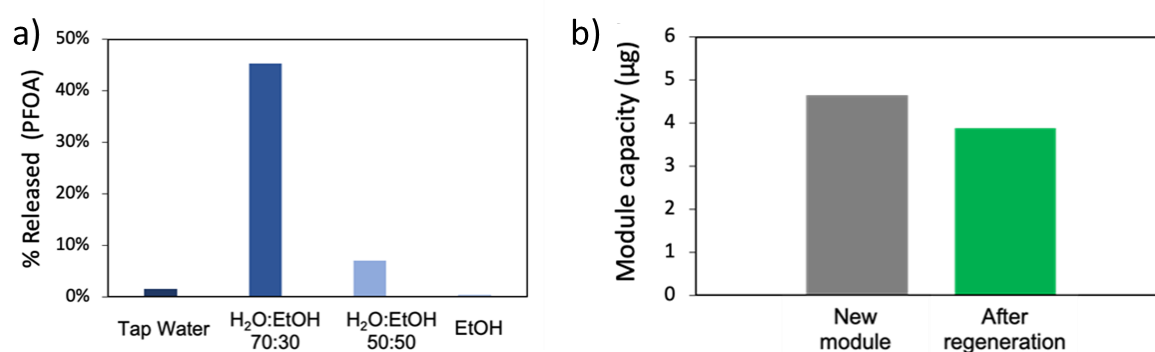 a)
% Released (PFOA)
50%
40%
30%
20%
10%
0%
Tap Water
H₂O:EtOH
70:30
H₂O:EtOH
50:50
EtOH
b)
Module capacity (µg)
6
5
4
3
2
1
0
New
module
After
regeneration